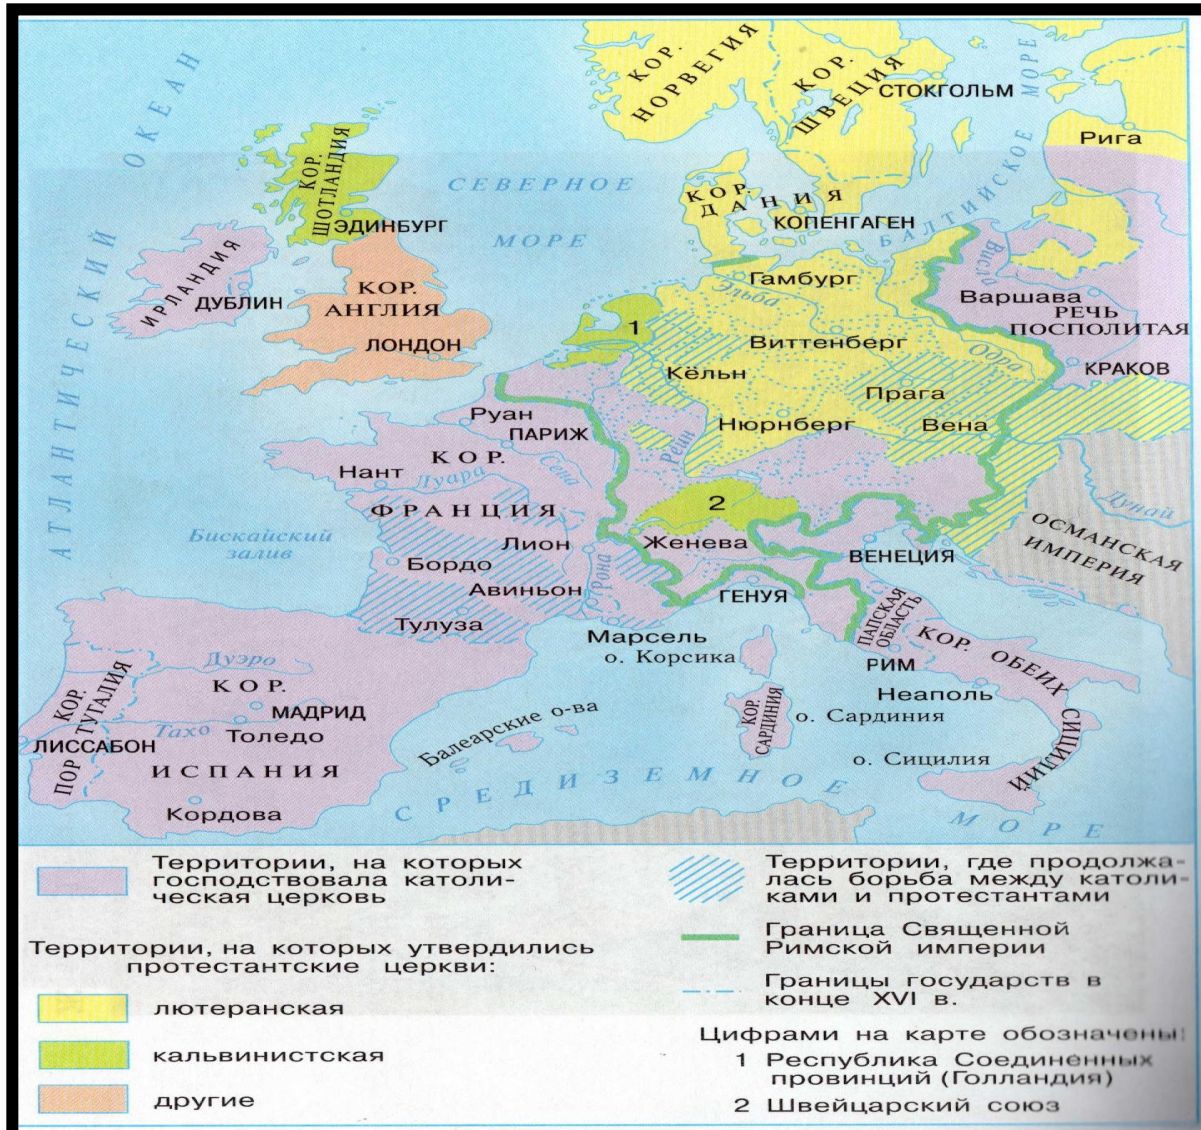 АТЛАНТИЧЕСКИЙ ОКЕАН
КОР.
НОРВЕГИЯ
КОР.
ШВЕЦИЯ
СТОКГОЛЬМ
БАЛТИЙСКОЕ МОРЕ
Рига
КОР.
ШОТЛАНДИЯ
ЭДИНБУРГ
СЕВЕРНОЕ
МОРЕ
КОР.
ДАНИЯ
КОПЕНГАГЕН
ИРЛАНДИЯ
ДУБЛИН
КОР.
АНГЛИЯ
ЛОНДОН
Гамбург
Эльба
Висла
Варшава
РЕЧЬ
ПОСПОЛИТАЯ
КРАКОВ
1
Виттенберг
Одра
Кёльн
Прага
Нюрнберг
Вена
Рейн
Руан
ПАРИЖ
Сена
КОР.
Нант
Луара
ФРАНЦИЯ
2
Женева
Дунай
ОСМАНСКАЯ
ИМПЕРИЯ
Бискайский
залив
Лион
Бордо
Авиньон
Рона
Тулуза
Марсель
ВЕНЕЦИЯ
ГЕНУЯ
ПАПСКАЯ
ОБЛАСТЬ
РИМ
КОР. ОБЕИХ СИЦИЛИЙ
Неаполь
о. Корсика
КОР.
САРДИНИЯ
о. Сардиния
о. Сицилия
КОР.
ПОРТУГАЛИЯ
ЛИССАБОН
Дуэро
КОР.
МАДРИД
Тахо
Толедо
ИСПАНИЯ
Кордова
Балеарские о-ва
СРЕДИЗЕМНОЕ
МОРЕ
Территории, на которых
господствовала католи-
ческая церковь
Территории, на которых утвердились
протестантские церкви:
лютеранская
кальвинистская
другие
Территории, где продолжа-
лась борьба между католи-
ками и протестантами
Граница Священной
Римской империи
Границы государств в
конце XVI в.
Цифрами на карте обозначены:
1 Республика Соединенных
провинций (Голландия)
2 Швейцарский союз